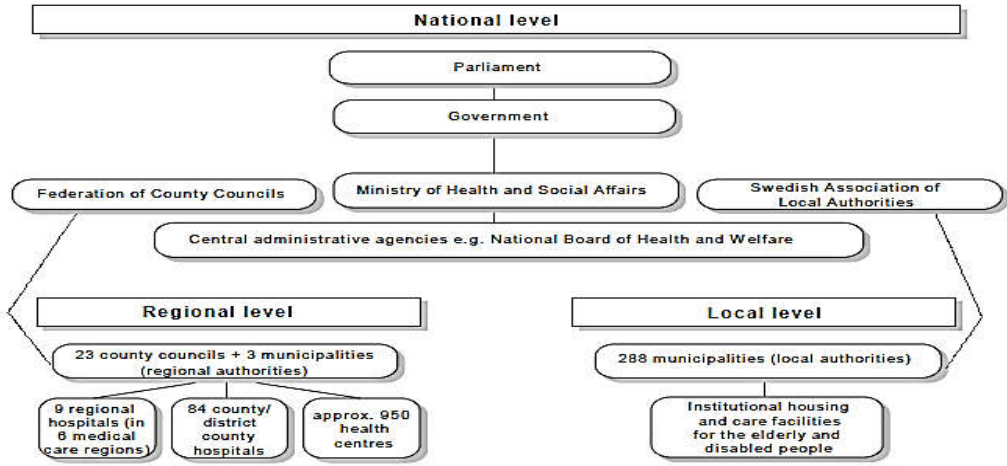 National level
Parliament
Government
Federation of County Councils
Ministry of Health and Social Affairs
Swedish Association of
Local Authorities
Central administrative agencies e.g. National Board of Health and Welfare
Regional level
Local level
23 county councils + 3 municipalities
(regional authorities)
288 municipalities (local authorities)
9 regional
hospitals (in
6 medical
care regions)
84 county/
district
county
hospitals
approx. 950
health
centres
Institutional housing
and care facilities
for the elderly and
disabled people